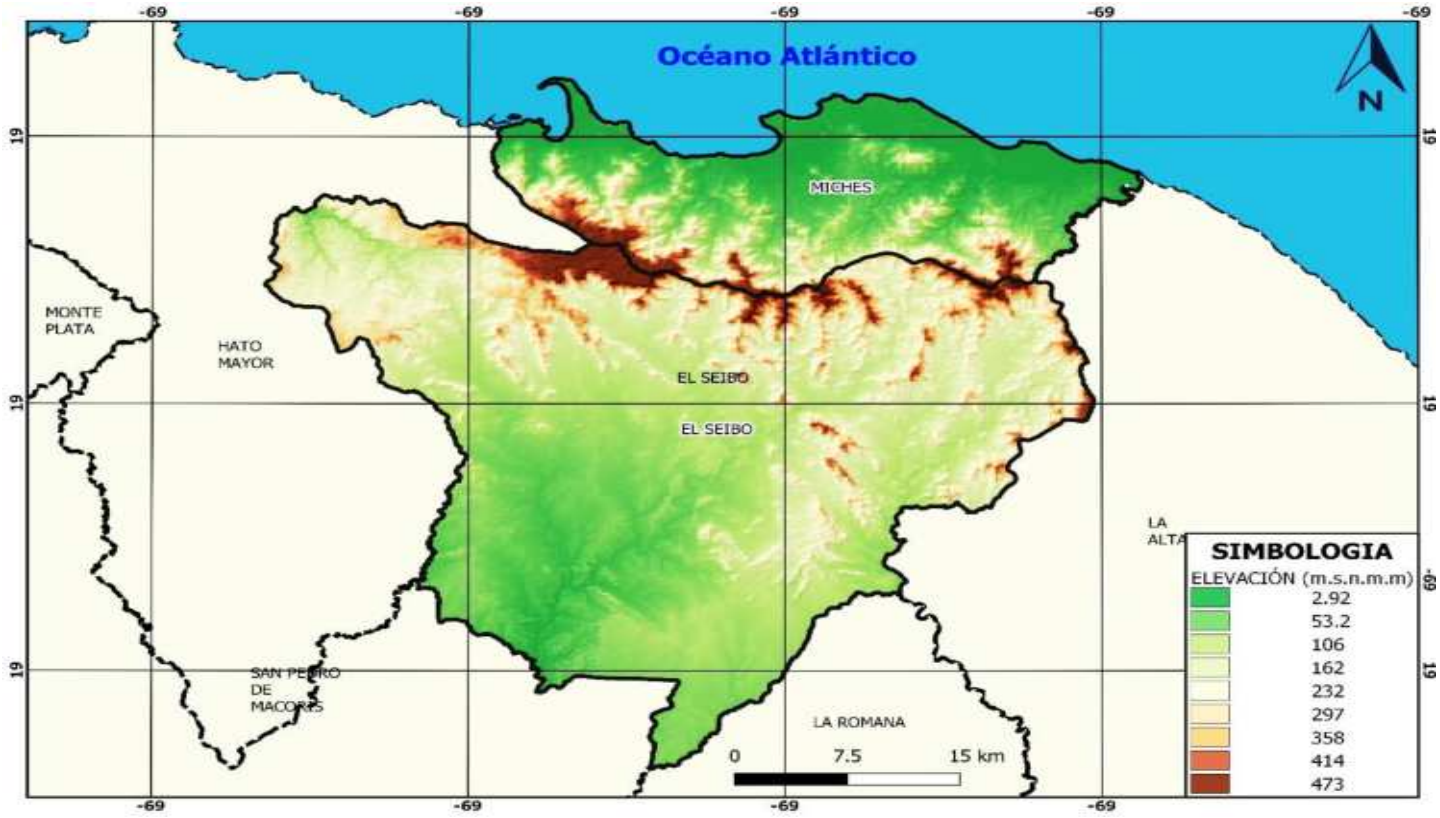 -69 -69 -69 -69 -69
Océano Atlántico
N
19 19
MICHES
MONTE
PLATA
HATO
MAYOR
EL SEIBO
19 19
EL SEIBO
LA
ALTA
SIMBOLOGIA
ELEVACIÓN (m.s.n.m.m)
2.92
53.2
106
162
232
297
358
414
473
-69
19 19
SAN PEDRO
DE
MACORIS
LA ROMANA
0 7.5 15 km
-69 -69 -69 -69